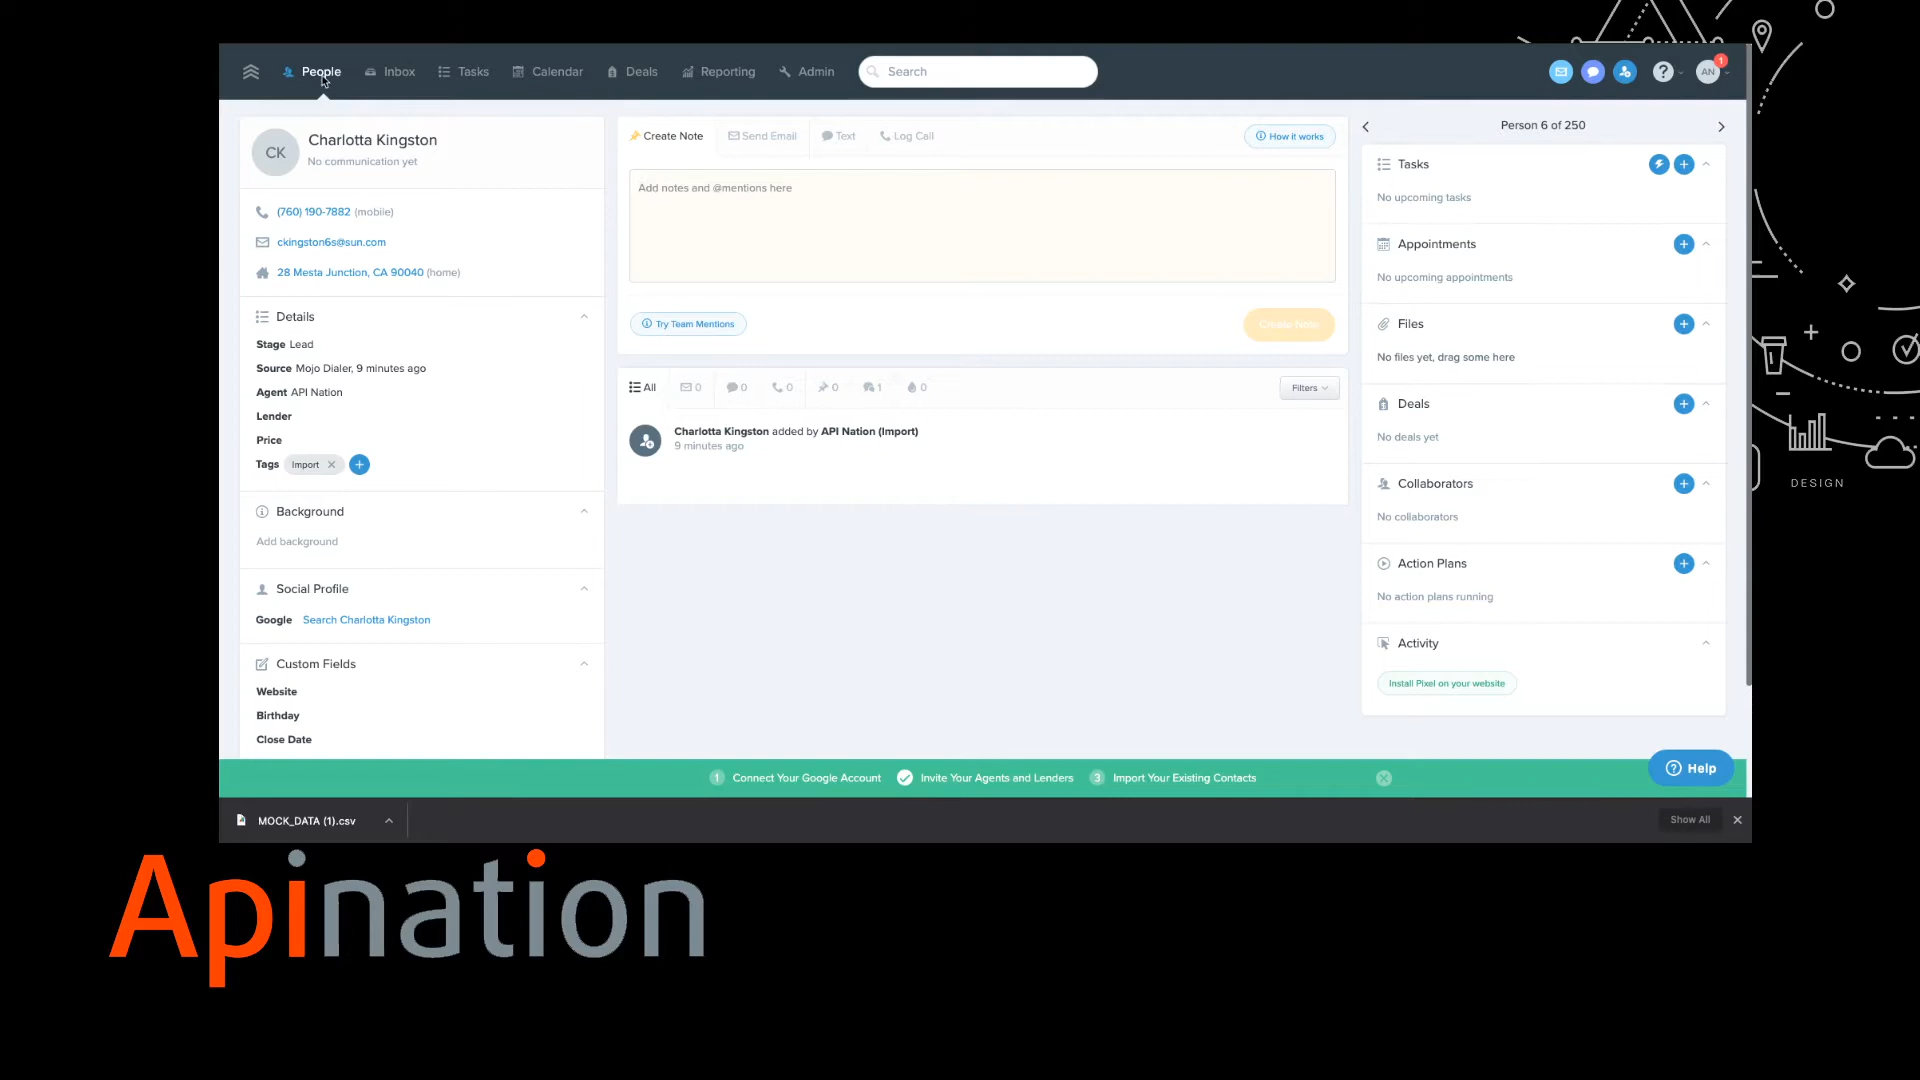 People
Inbox
Tasks
Calendar
Deals
Reporting
Admin
Search
?
AN
1
CK
Charlotta Kingston
No communication yet
(760) 190-7882 (mobile)
ckingston6s@sun.com
28 Mesta Junction, CA 90040 (home)
Details
Stage Lead
Source Mojo Dialer, 9 minutes ago
Agent API Nation
Lender
Price
Tags Import
Background
Add background
Social Profile
Google Search Charlotta Kingston
Custom Fields
Website
Birthday
Close Date
Create Note
Send Email
Text
Log Call
How it works
Add notes and @mentions here
Try Team Mentions
Create Note
All
0
0
0
0
1
0
Filters
Charlotta Kingston added by API Nation (Import)
9 minutes ago
Person 6 of 250
Tasks
No upcoming tasks
Appointments
No upcoming appointments
Files
No files yet, drag some here
Deals
No deals yet
Collaborators
No collaborators
Action Plans
No action plans running
Activity
Install Pixel on your website
1 Connect Your Google Account
Invite Your Agents and Lenders
3 Import Your Existing Contacts
Help
MOCK_DATA (1).csv
Show All
DESIGN
Apination